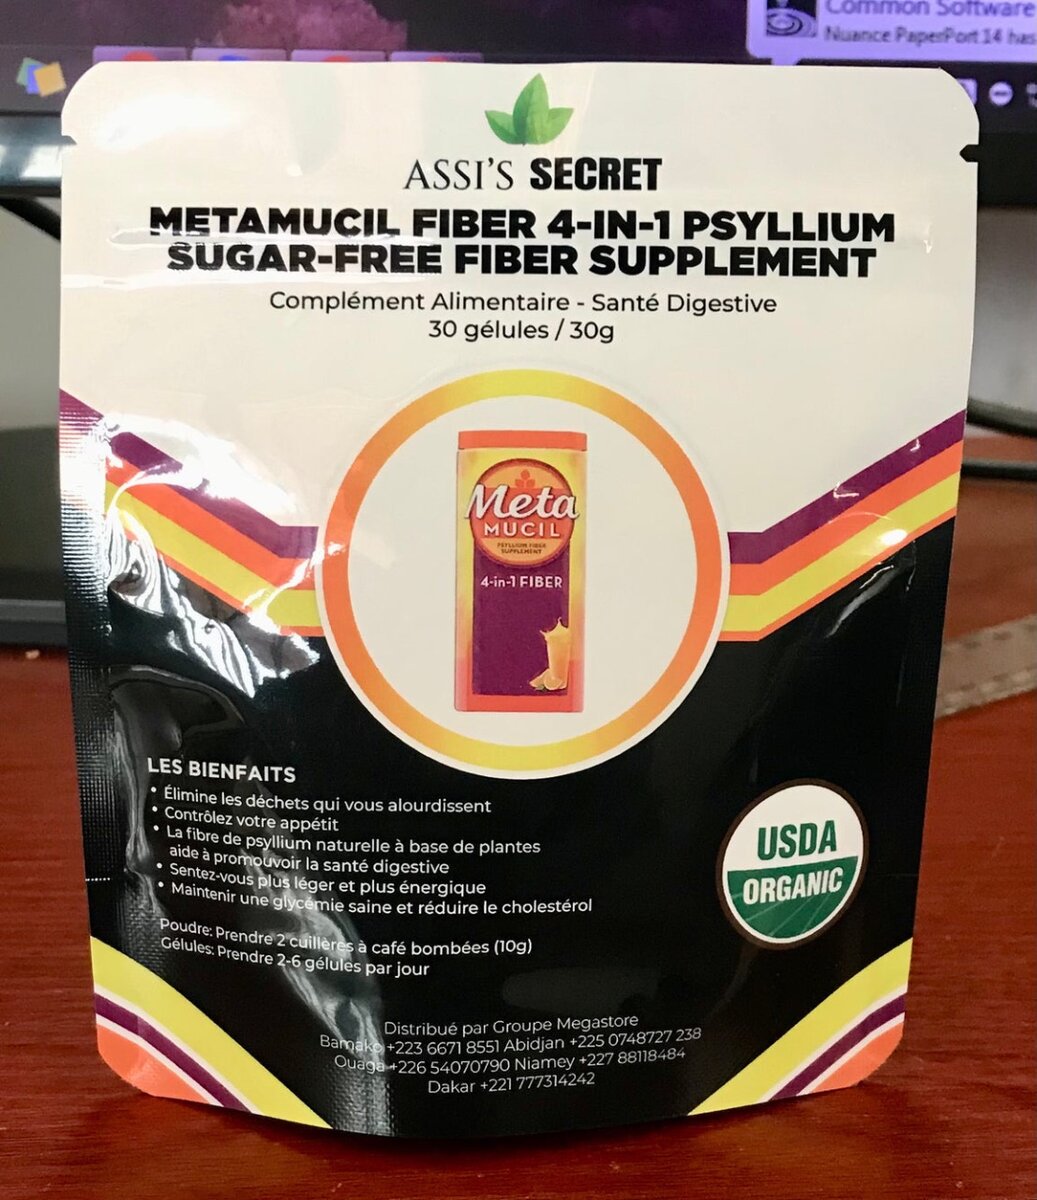 Common Software
Nuance PaperPort 14 has
ASSI'S SECRET
METAMUCIL FIBER 4-IN-1 PSYLLIUM
SUGAR-FREE FIBER SUPPLEMENT
Complément Alimentaire - Santé Digestive
30 gélules / 30g
Meta
MUCIL
PSYLLIUM FIBER
SUPPLEMENT
4-in-1 FIBER
LES BIENFAITS
• Élimine les déchets qui vous alourdissent
• Contrôlez votre appétit
• La fibre de psyllium naturelle à base de plantes
aide à promouvoir la santé digestive
• Sentez-vous plus léger et plus énergique
• Maintenir une glycémie saine et réduire le cholestérol
Poudre: Prendre 2 cuillères à café bombées (10g)
Gélules: Prendre 2-6 gélules par jour
USDA
ORGANIC
Distribué par Groupe Megastore
Bamako +223 6671 8551 Abidjan +225 0748727 238
Ouaga +226 54070790 Niamey +227 88118484
Dakar +221 777314242